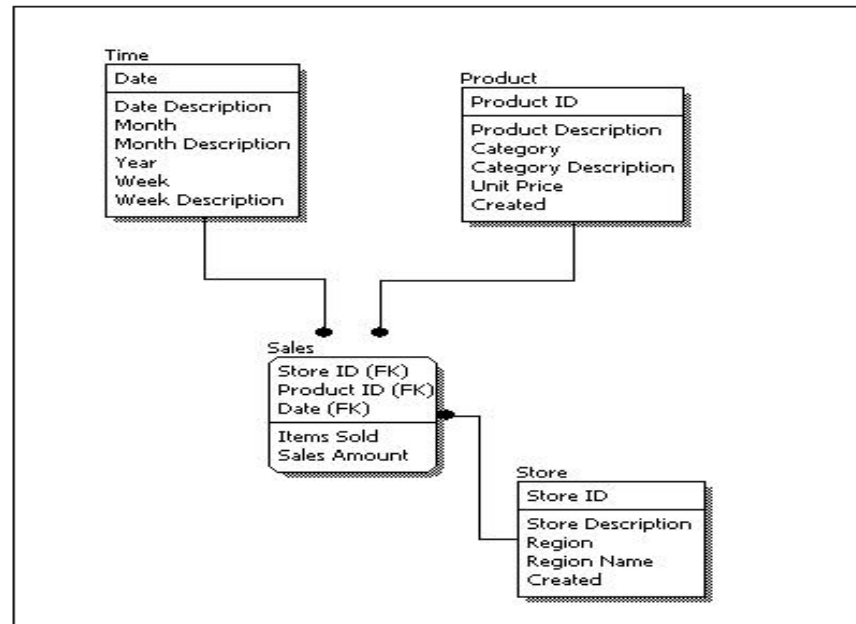 Time
Date
Date Description
Month
Month Description
Year
Week
Week Description
Product
Product ID
Product Description
Category
Category Description
Unit Price
Created
Sales
Store ID (FK)
Product ID (FK)
Date (FK)
Items Sold
Sales Amount
Store
Store ID
Store Description
Region
Region Name
Created